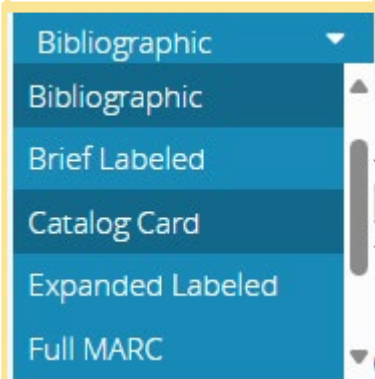 Bibliographic
Bibliographic
Brief Labeled
Catalog Card
Expanded Labeled
Full MARC